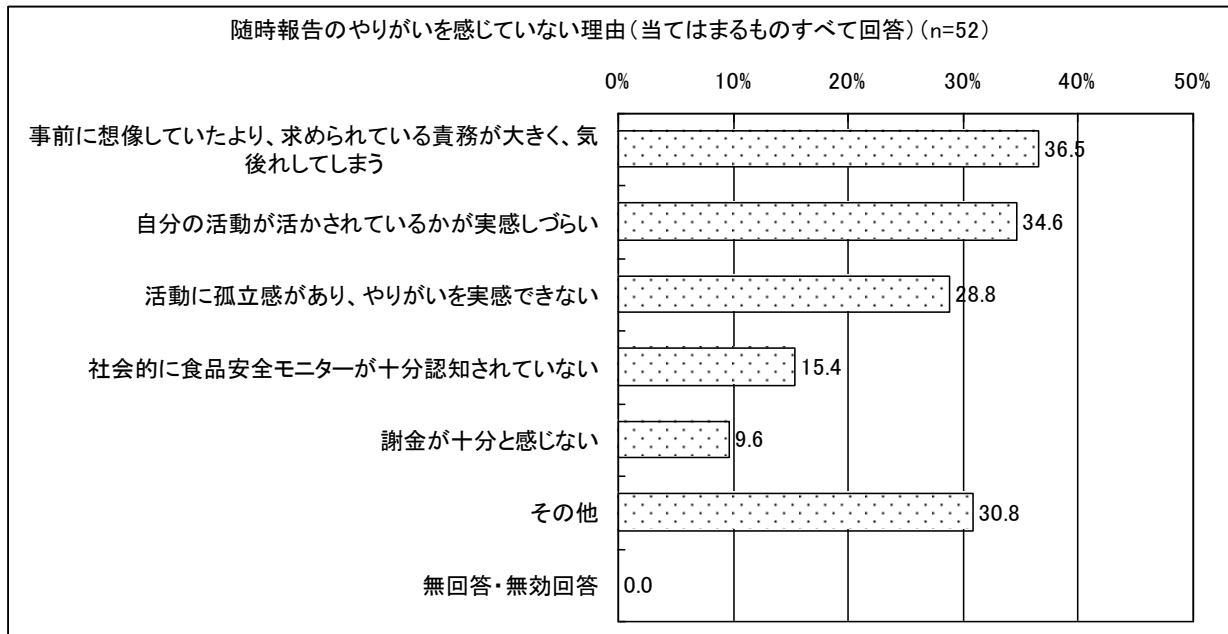 随時報告のやりがいを感じていない理由(当てはまるものすべて回答)(n=52)
0% 10% 20% 30% 40% 50%
事前に想像していたより、求められている責務が大きく、気
後れしてしまう
36.5
自分の活動が活かされているかが実感しづらい
34.6
活動に孤立感があり、やりがいを実感できない
28.8
社会的に食品安全モニターが十分認知されていない
15.4
謝金が十分と感じない
9.6
その他
30.8
無回答・無効回答
0.0